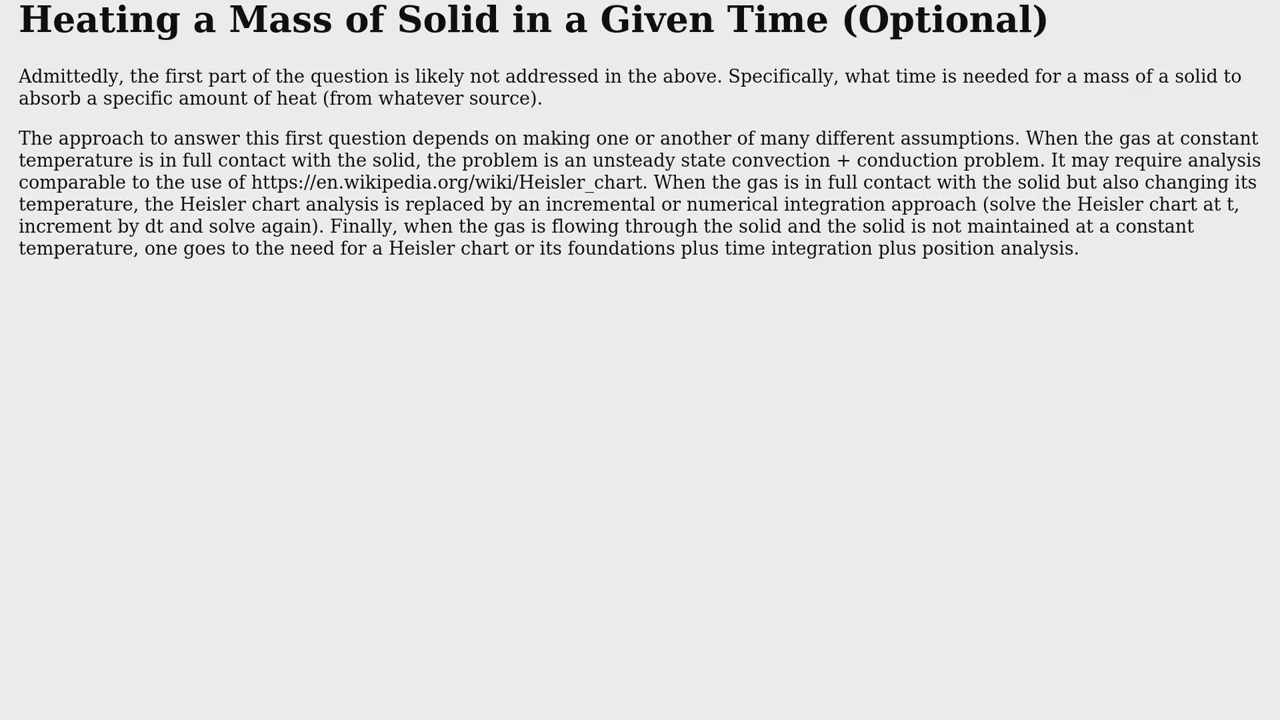 Heating a Mass of Solid in a Given Time (Optional)
Admittedly, the first part of the question is likely not addressed in the above. Specifically, what time is needed for a mass of a solid to
absorb a specific amount of heat (from whatever source).
The approach to answer this first question depends on making one or another of many different assumptions. When the gas at constant
temperature is in full contact with the solid, the problem is an unsteady state convection + conduction problem. It may require analysis
comparable to the use of https://en.wikipedia.org/wiki/Heisler_chart. When the gas is in full contact with the solid but also changing its
temperature, the Heisler chart analysis is replaced by an incremental or numerical integration approach (solve the Heisler chart at t,
increment by dt and solve again). Finally, when the gas is flowing through the solid and the solid is not maintained at a constant
temperature, one goes to the need for a Heisler chart or its foundations plus time integration plus position analysis.